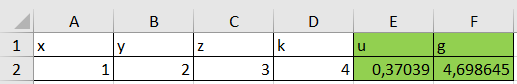 A B C D E F
1 x y z k u g
2 1 2 3 4 0,37039 4,698645